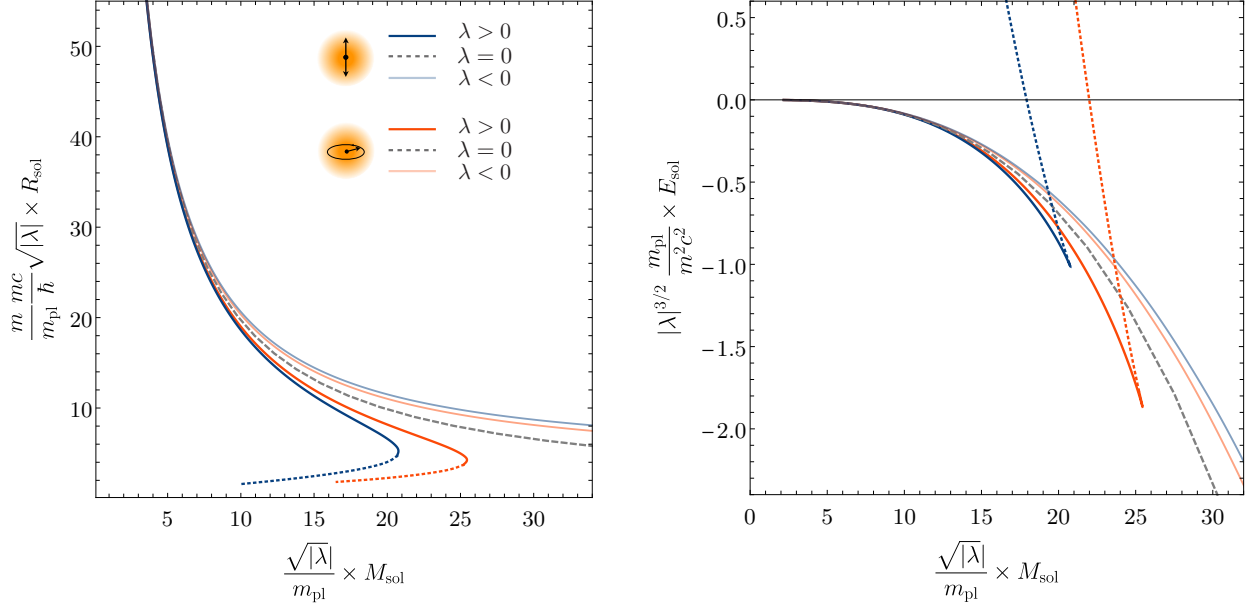 50
40
30
20
10
m/m_pl mc/ħ √|λ| × R_sol
λ > 0
λ = 0
λ < 0
λ > 0
λ = 0
λ < 0
5 10 15 20 25 30
√|λ|/m_pl × M_sol
0.5
0.0
−0.5
−1.0
−1.5
−2.0
|λ|^3/2 m_pl/m²c² × E_sol
0 5 10 15 20 25 30
√|λ|/m_pl × M_sol